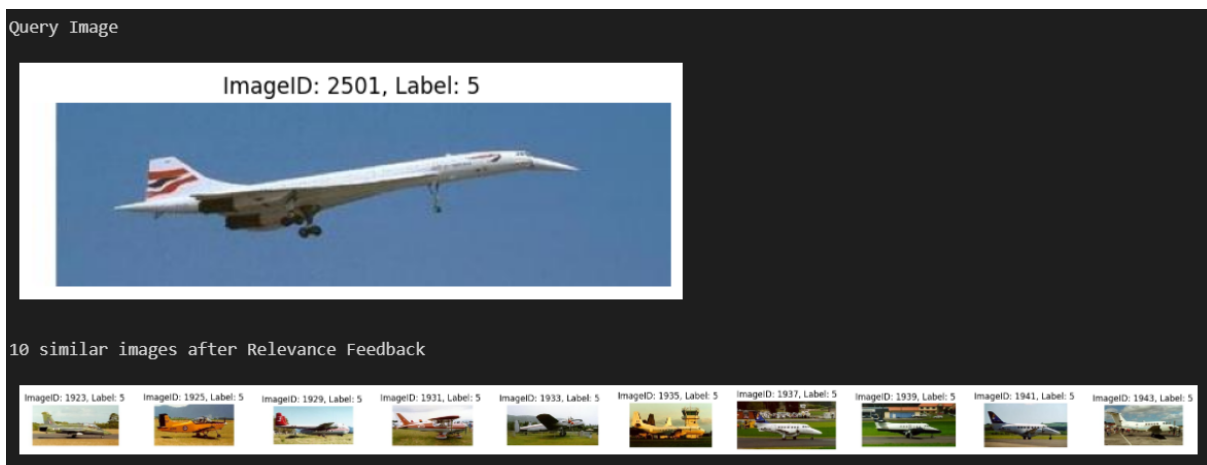 Query Image
ImageID: 2501, Label: 5
10 similar images after Relevance Feedback
ImageID: 1923, Label: 5
ImageID: 1925, Label: 5
ImageID: 1929, Label: 5
ImageID: 1931, Label: 5
ImageID: 1933, Label: 5
ImageID: 1935, Label: 5
ImageID: 1937, Label: 5
ImageID: 1939, Label: 5
ImageID: 1941, Label: 5
ImageID: 1943, Label: 5